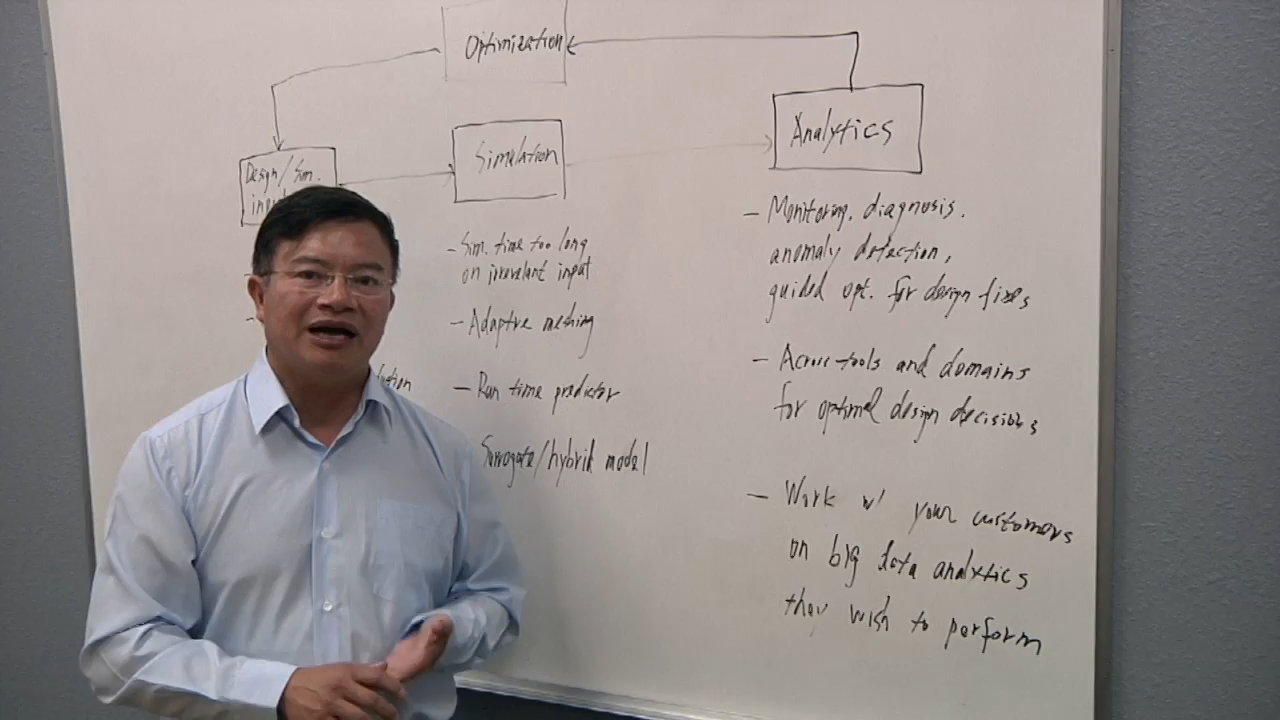 Optimization
Design/Sim.
Simulation
Analytics
- Sim. time too long
on irrevelant input
- Adaptive meshing
- Run time predictor
Surrogate/hybrid model
- Monitoring, diagnosis,
anomaly detection,
guided opt. for design fixes
- Across tools and domains
for optimal design decisions
- Work w/ your customers
on big data analytics
they wish to perform